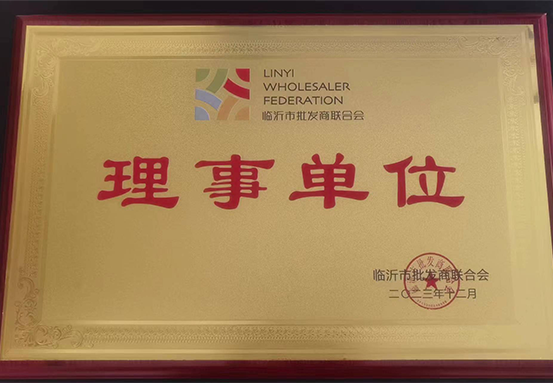 LINYI
WHOLESALER
FEDERATION
临沂市批发商联合会
理事单位
临沂市批发商联合会
二〇二三年十二月